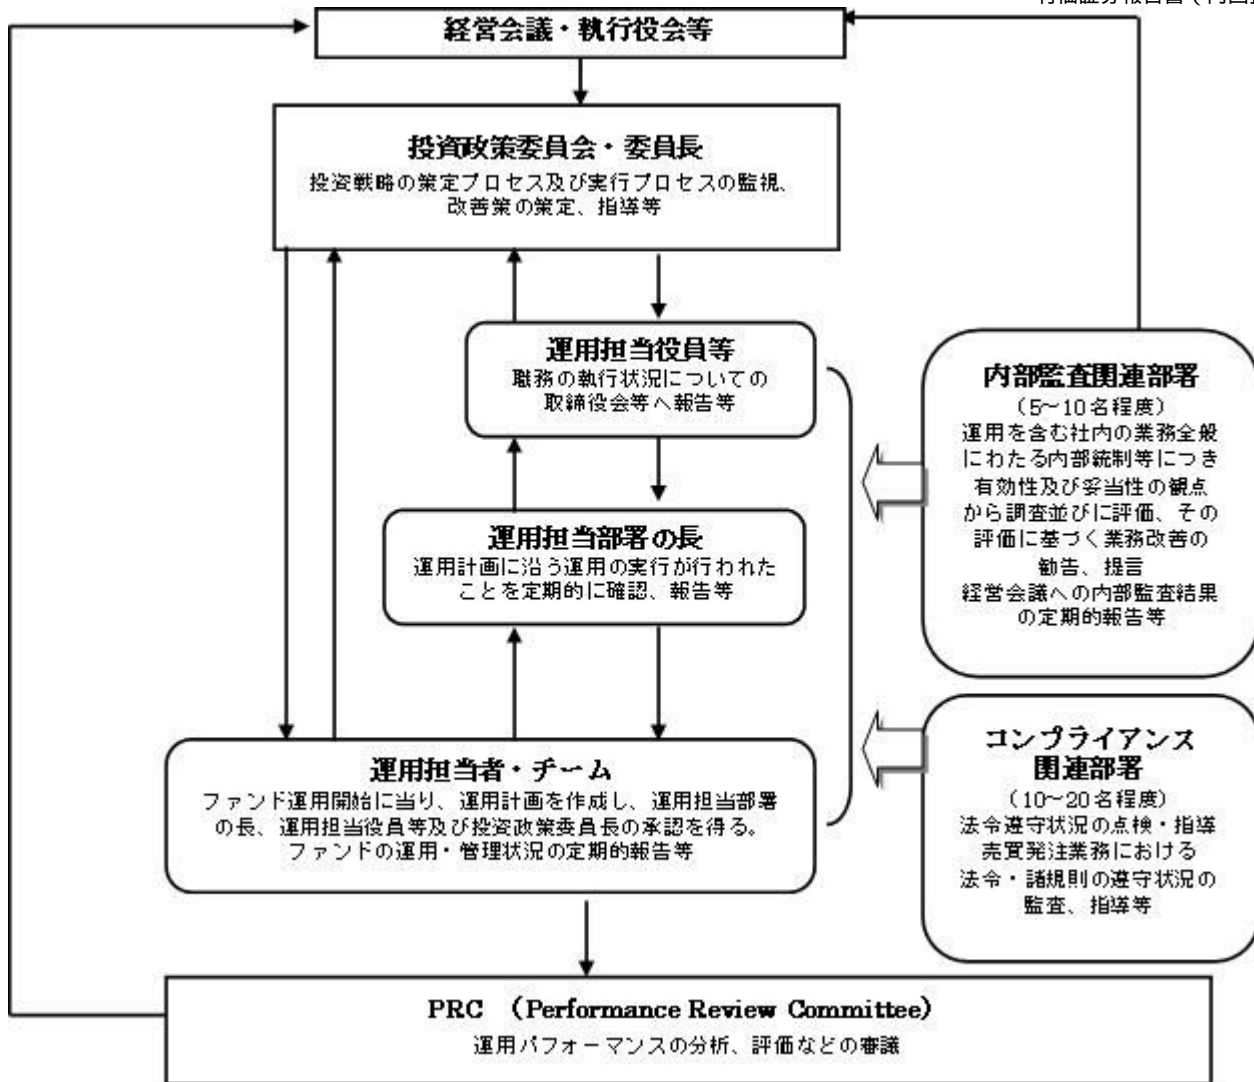 経営会議・執行役会等
投資政策委員会・委員長
投資戦略の策定プロセス及び実行プロセスの監視、
改善策の策定、指導等
運用担当役員等
職務の執行状況についての
取締役会等へ報告等
運用担当部署の長
運用計画に沿う運用の実行が行われた
ことを定期的に確認、報告等
運用担当者・チーム
ファンド運用開始に当り、運用計画を作成し、運用担当部署
の長、運用担当役員等及び投資政策委員長の承認を得る。
ファンドの運用・管理状況の定期的報告等
内部監査関連部署
(5~10名程度)
運用を含む社内の業務全般
にわたる内部統制等につき
有効性及び妥当性の観点
から調査並びに評価、その
評価に基づく業務改善の
勧告、提言
経営会議への内部監査結果
の定期的報告等
コンプライアンス
関連部署
(10~20名程度)
法令遵守状況の点検・指導
売買発注業務における
法令・諸規則の遵守状況の
監査、指導等
PRC (Performance Review Committee)
運用パフォーマンスの分析、評価などの審議